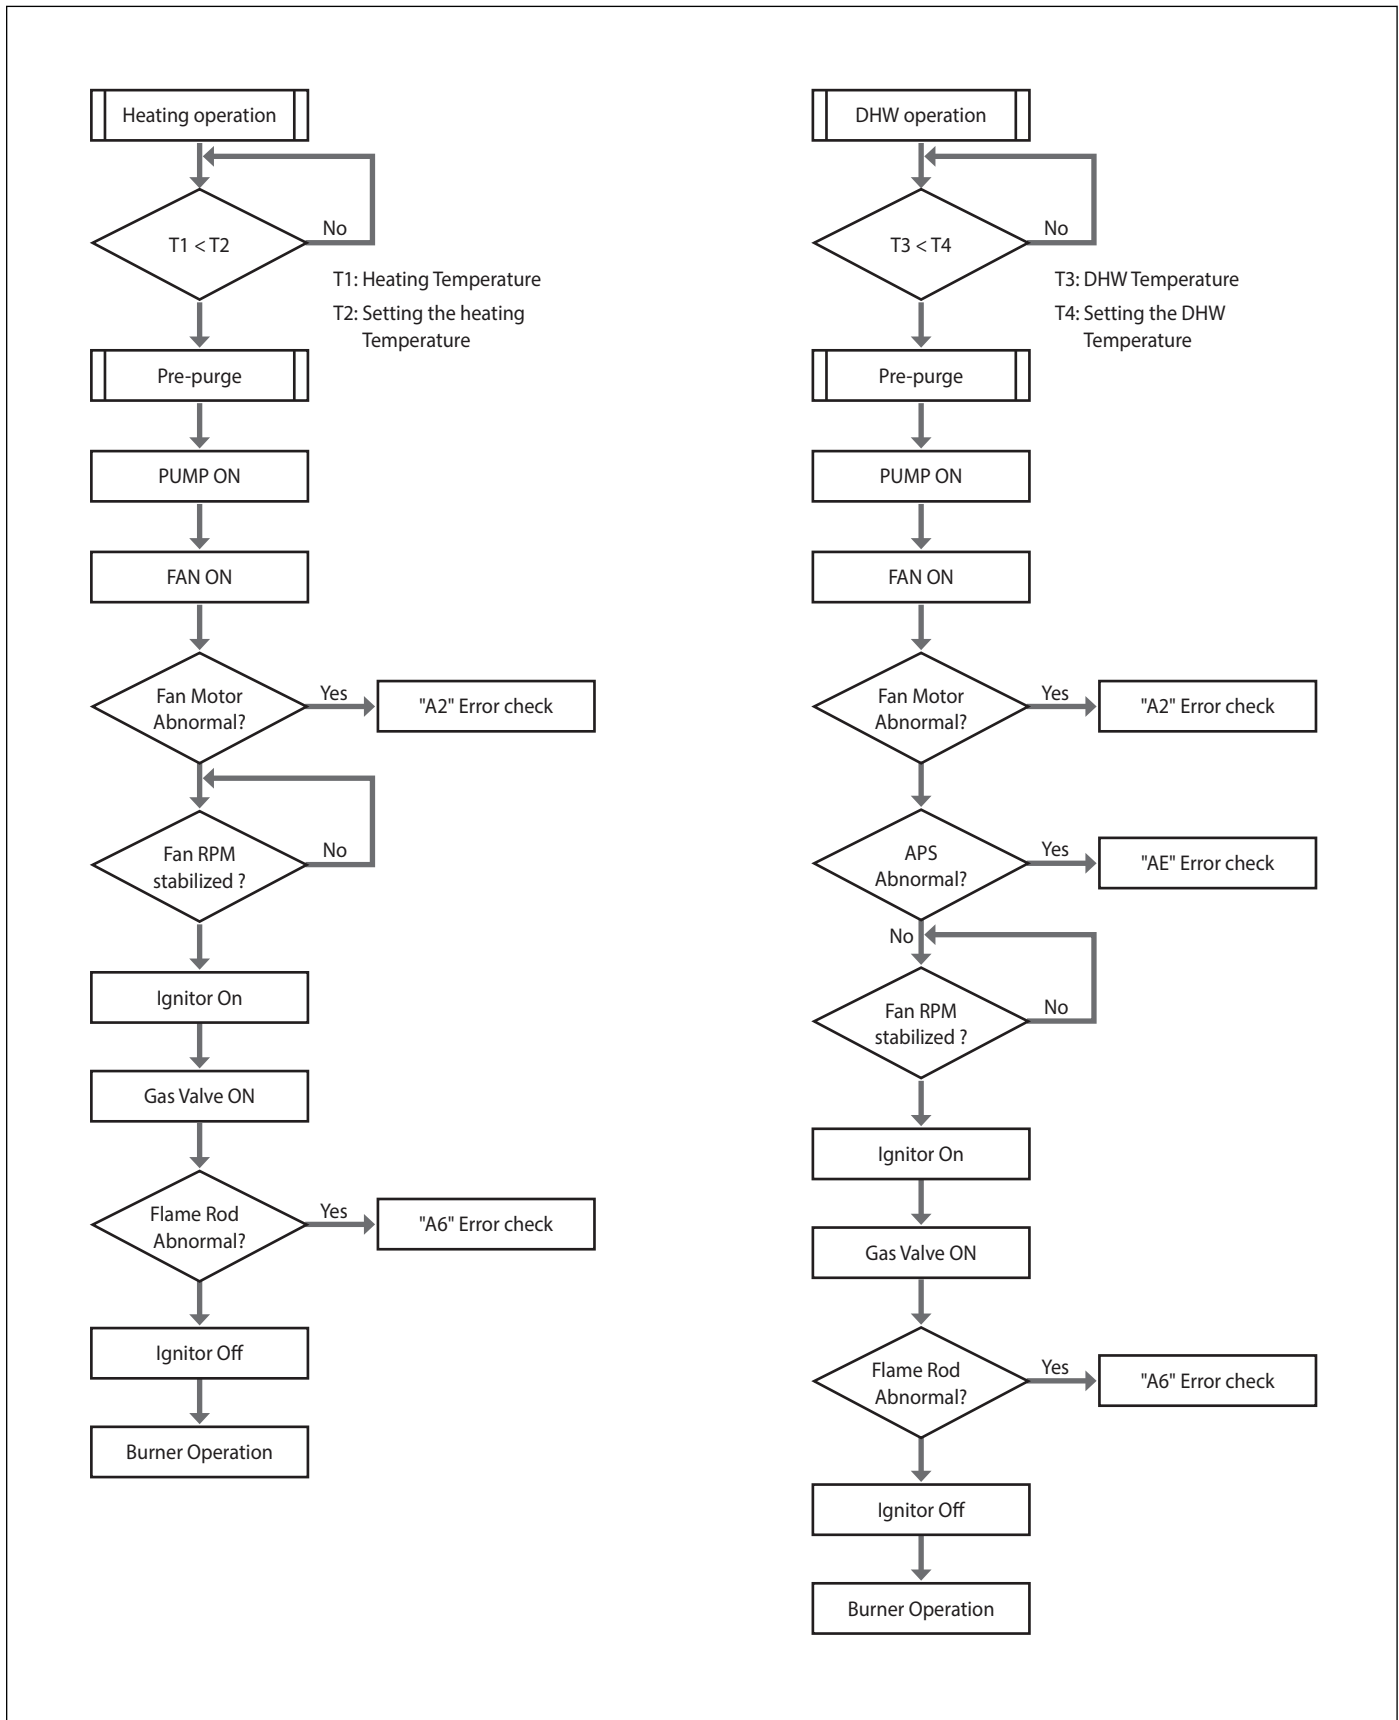 Heating operation
No
T1 < T2
T1: Heating Temperature
T2: Setting the heating
Temperature
Pre-purge
PUMP ON
FAN ON
Fan Motor
Abnormal?
Yes
"A2" Error check
Fan RPM
stabilized ?
No
Ignitor On
Gas Valve ON
Flame Rod
Abnormal?
Yes
"A6" Error check
Ignitor Off
Burner Operation
DHW operation
No
T3 < T4
T3: DHW Temperature
T4: Setting the DHW
Temperature
Pre-purge
PUMP ON
FAN ON
Fan Motor
Abnormal?
Yes
"A2" Error check
APS
Abnormal?
Yes
"AE" Error check
No
Fan RPM
stabilized ?
No
Ignitor On
Gas Valve ON
Flame Rod
Abnormal?
Yes
"A6" Error check
Ignitor Off
Burner Operation